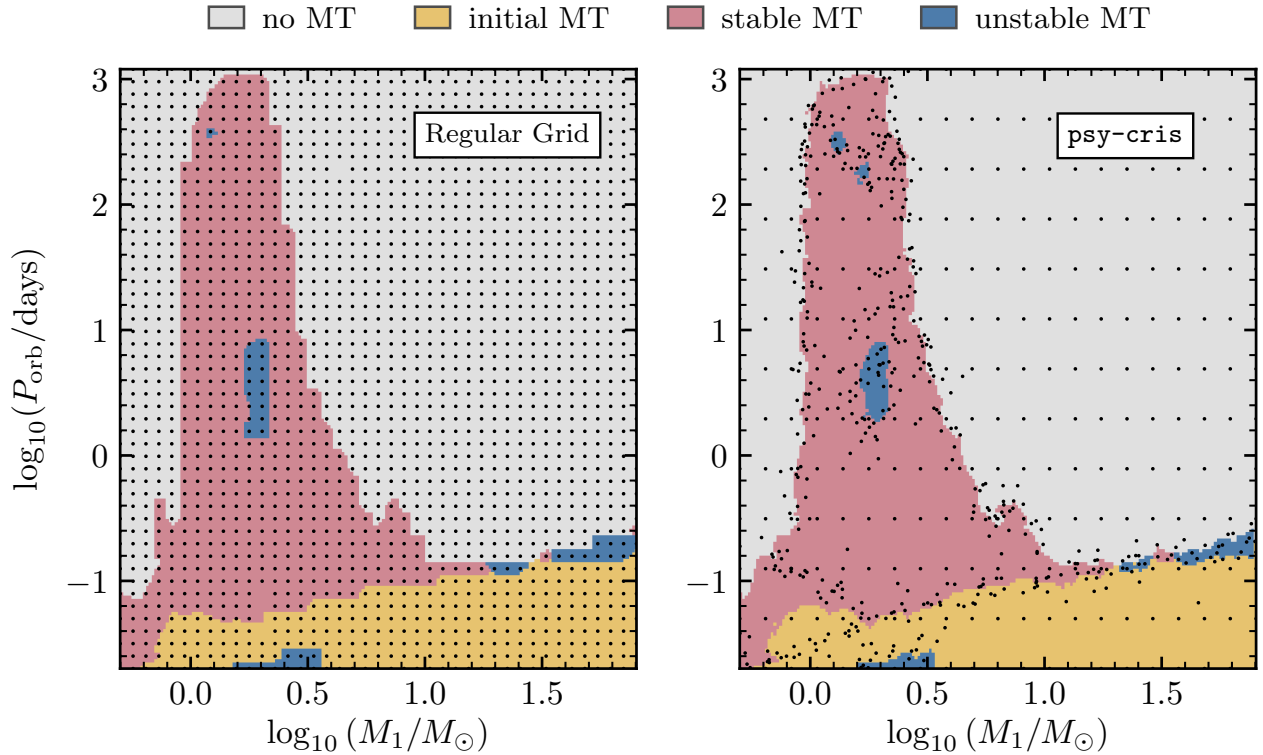 no MT initial MT stable MT unstable MT
Regular Grid
psy-cris
log₁₀(P_orb/days)
3
2
1
0
−1
0.0 0.5 1.0 1.5
log₁₀ (M₁/M⊙)
3
2
1
0
−1
0.0 0.5 1.0 1.5
log₁₀ (M₁/M⊙)